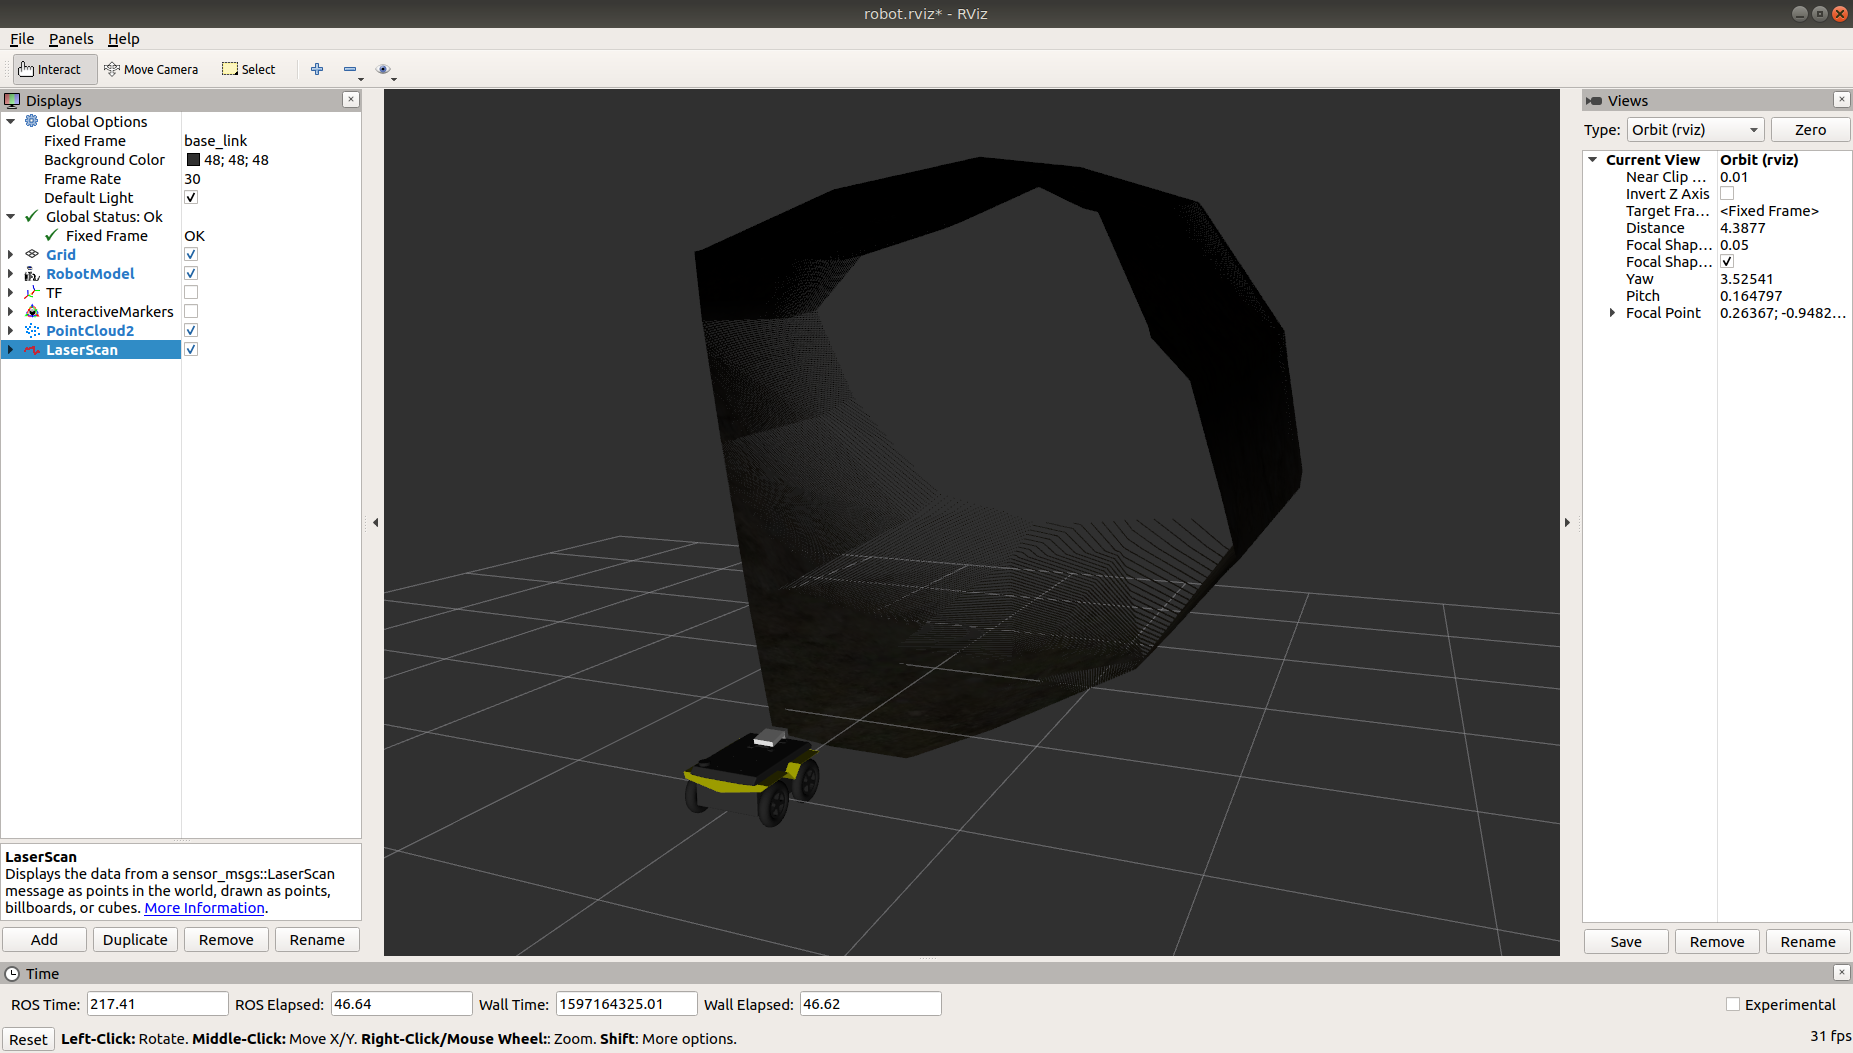 robot.rviz* - RViz
File Panels Help
Interact Move Camera Select
Displays
Global Options
Fixed Frame base_link
Background Color 48; 48; 48
Frame Rate 30
Default Light
Global Status: Ok
Fixed Frame OK
Grid
RobotModel
TF
InteractiveMarkers
PointCloud2
LaserScan
LaserScan
Displays the data from a sensor_msgs::LaserScan
message as points in the world, drawn as points,
billboards, or cubes. More Information.
Add Duplicate Remove Rename
Views
Type: Orbit (rviz) Zero
Current View Orbit (rviz)
Near Clip ... 0.01
Invert Z Axis
Target Fra... <Fixed Frame>
Distance 4.3877
Focal Shap... 0.05
Focal Shap...
Yaw 3.52541
Pitch 0.164797
Focal Point 0.26367; -0.9482...
Save Remove Rename
Time
ROS Time: 217.41 ROS Elapsed: 46.64 Wall Time: 1597164325.01 Wall Elapsed: 46.62 Experimental
Reset Left-Click: Rotate. Middle-Click: Move X/Y. Right-Click/Mouse Wheel:: Zoom. Shift: More options. 31 fps